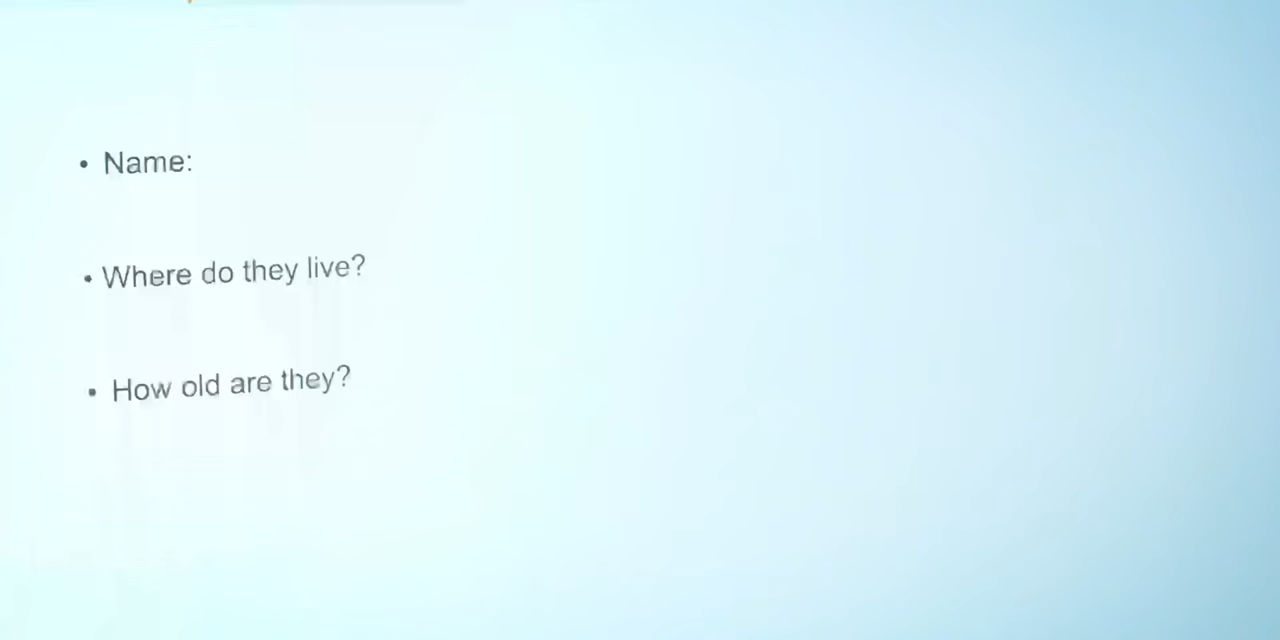 • Name:
• Where do they live?
• How old are they?